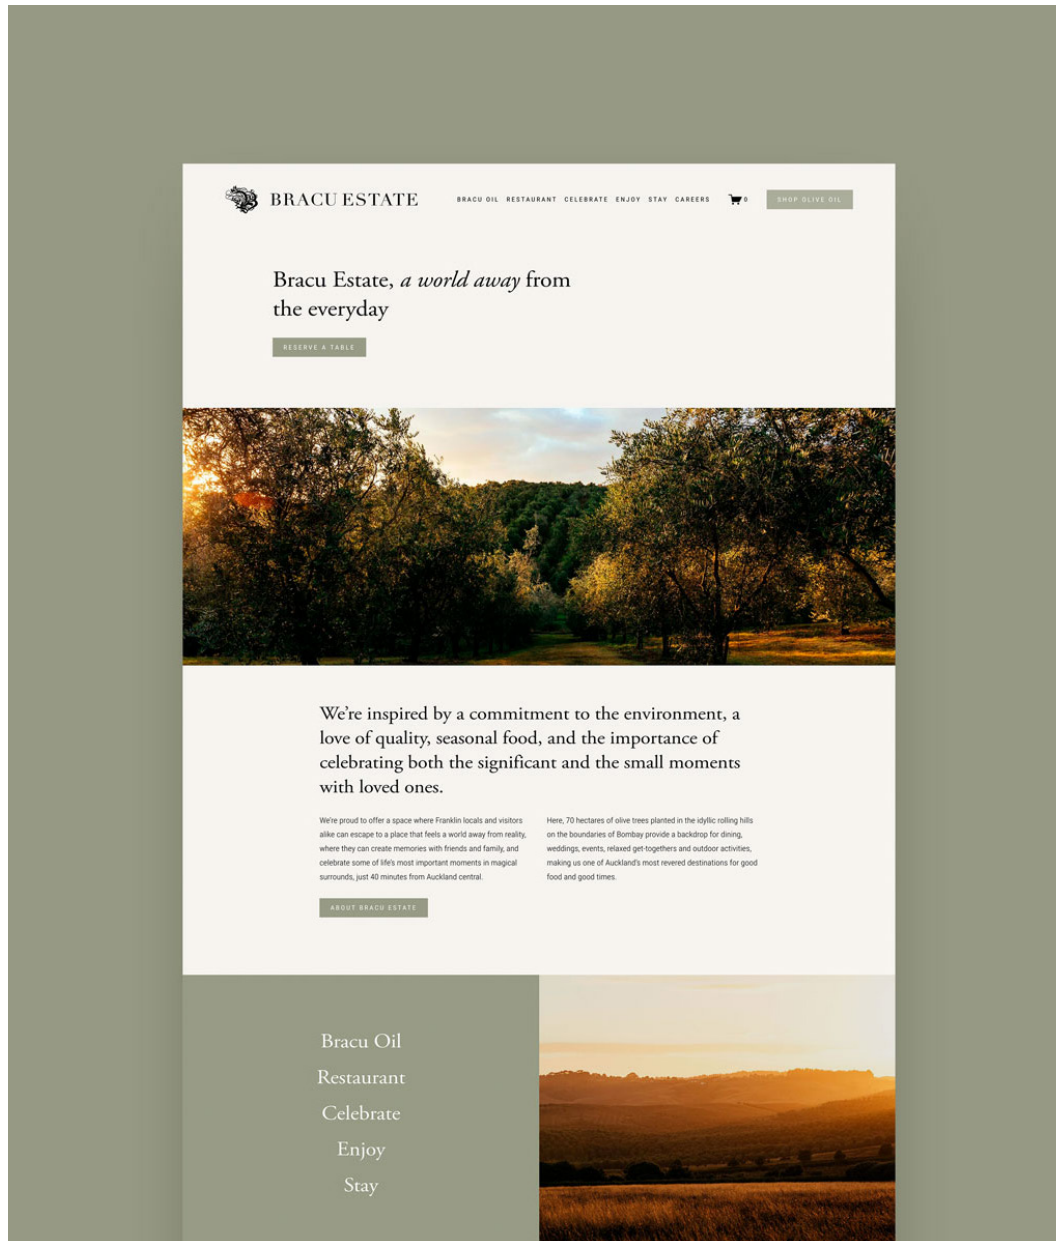 BRACU ESTATE
BRACU OIL RESTAURANT CELEBRATE ENJOY STAY CAREERS
0
SHOP OLIVE OIL
Bracu Estate, a world away from
the everyday
RESERVE A TABLE
We're inspired by a commitment to the environment, a
love of quality, seasonal food, and the importance of
celebrating both the significant and the small moments
with loved ones.
We're proud to offer a space where Franklin locals and visitors
alike can escape to a place that feels a world away from reality,
where they can create memories with friends and family, and
celebrate some of life's most important moments in magical
surrounds, just 40 minutes from Auckland central.
Here, 70 hectares of olive trees planted in the idyllic rolling hills
on the boundaries of Bombay provide a backdrop for dining,
weddings, events, relaxed get-togethers and outdoor activities,
making us one of Auckland's most revered destinations for good
food and good times.
ABOUT BRACU ESTATE
Bracu Oil
Restaurant
Celebrate
Enjoy
Stay